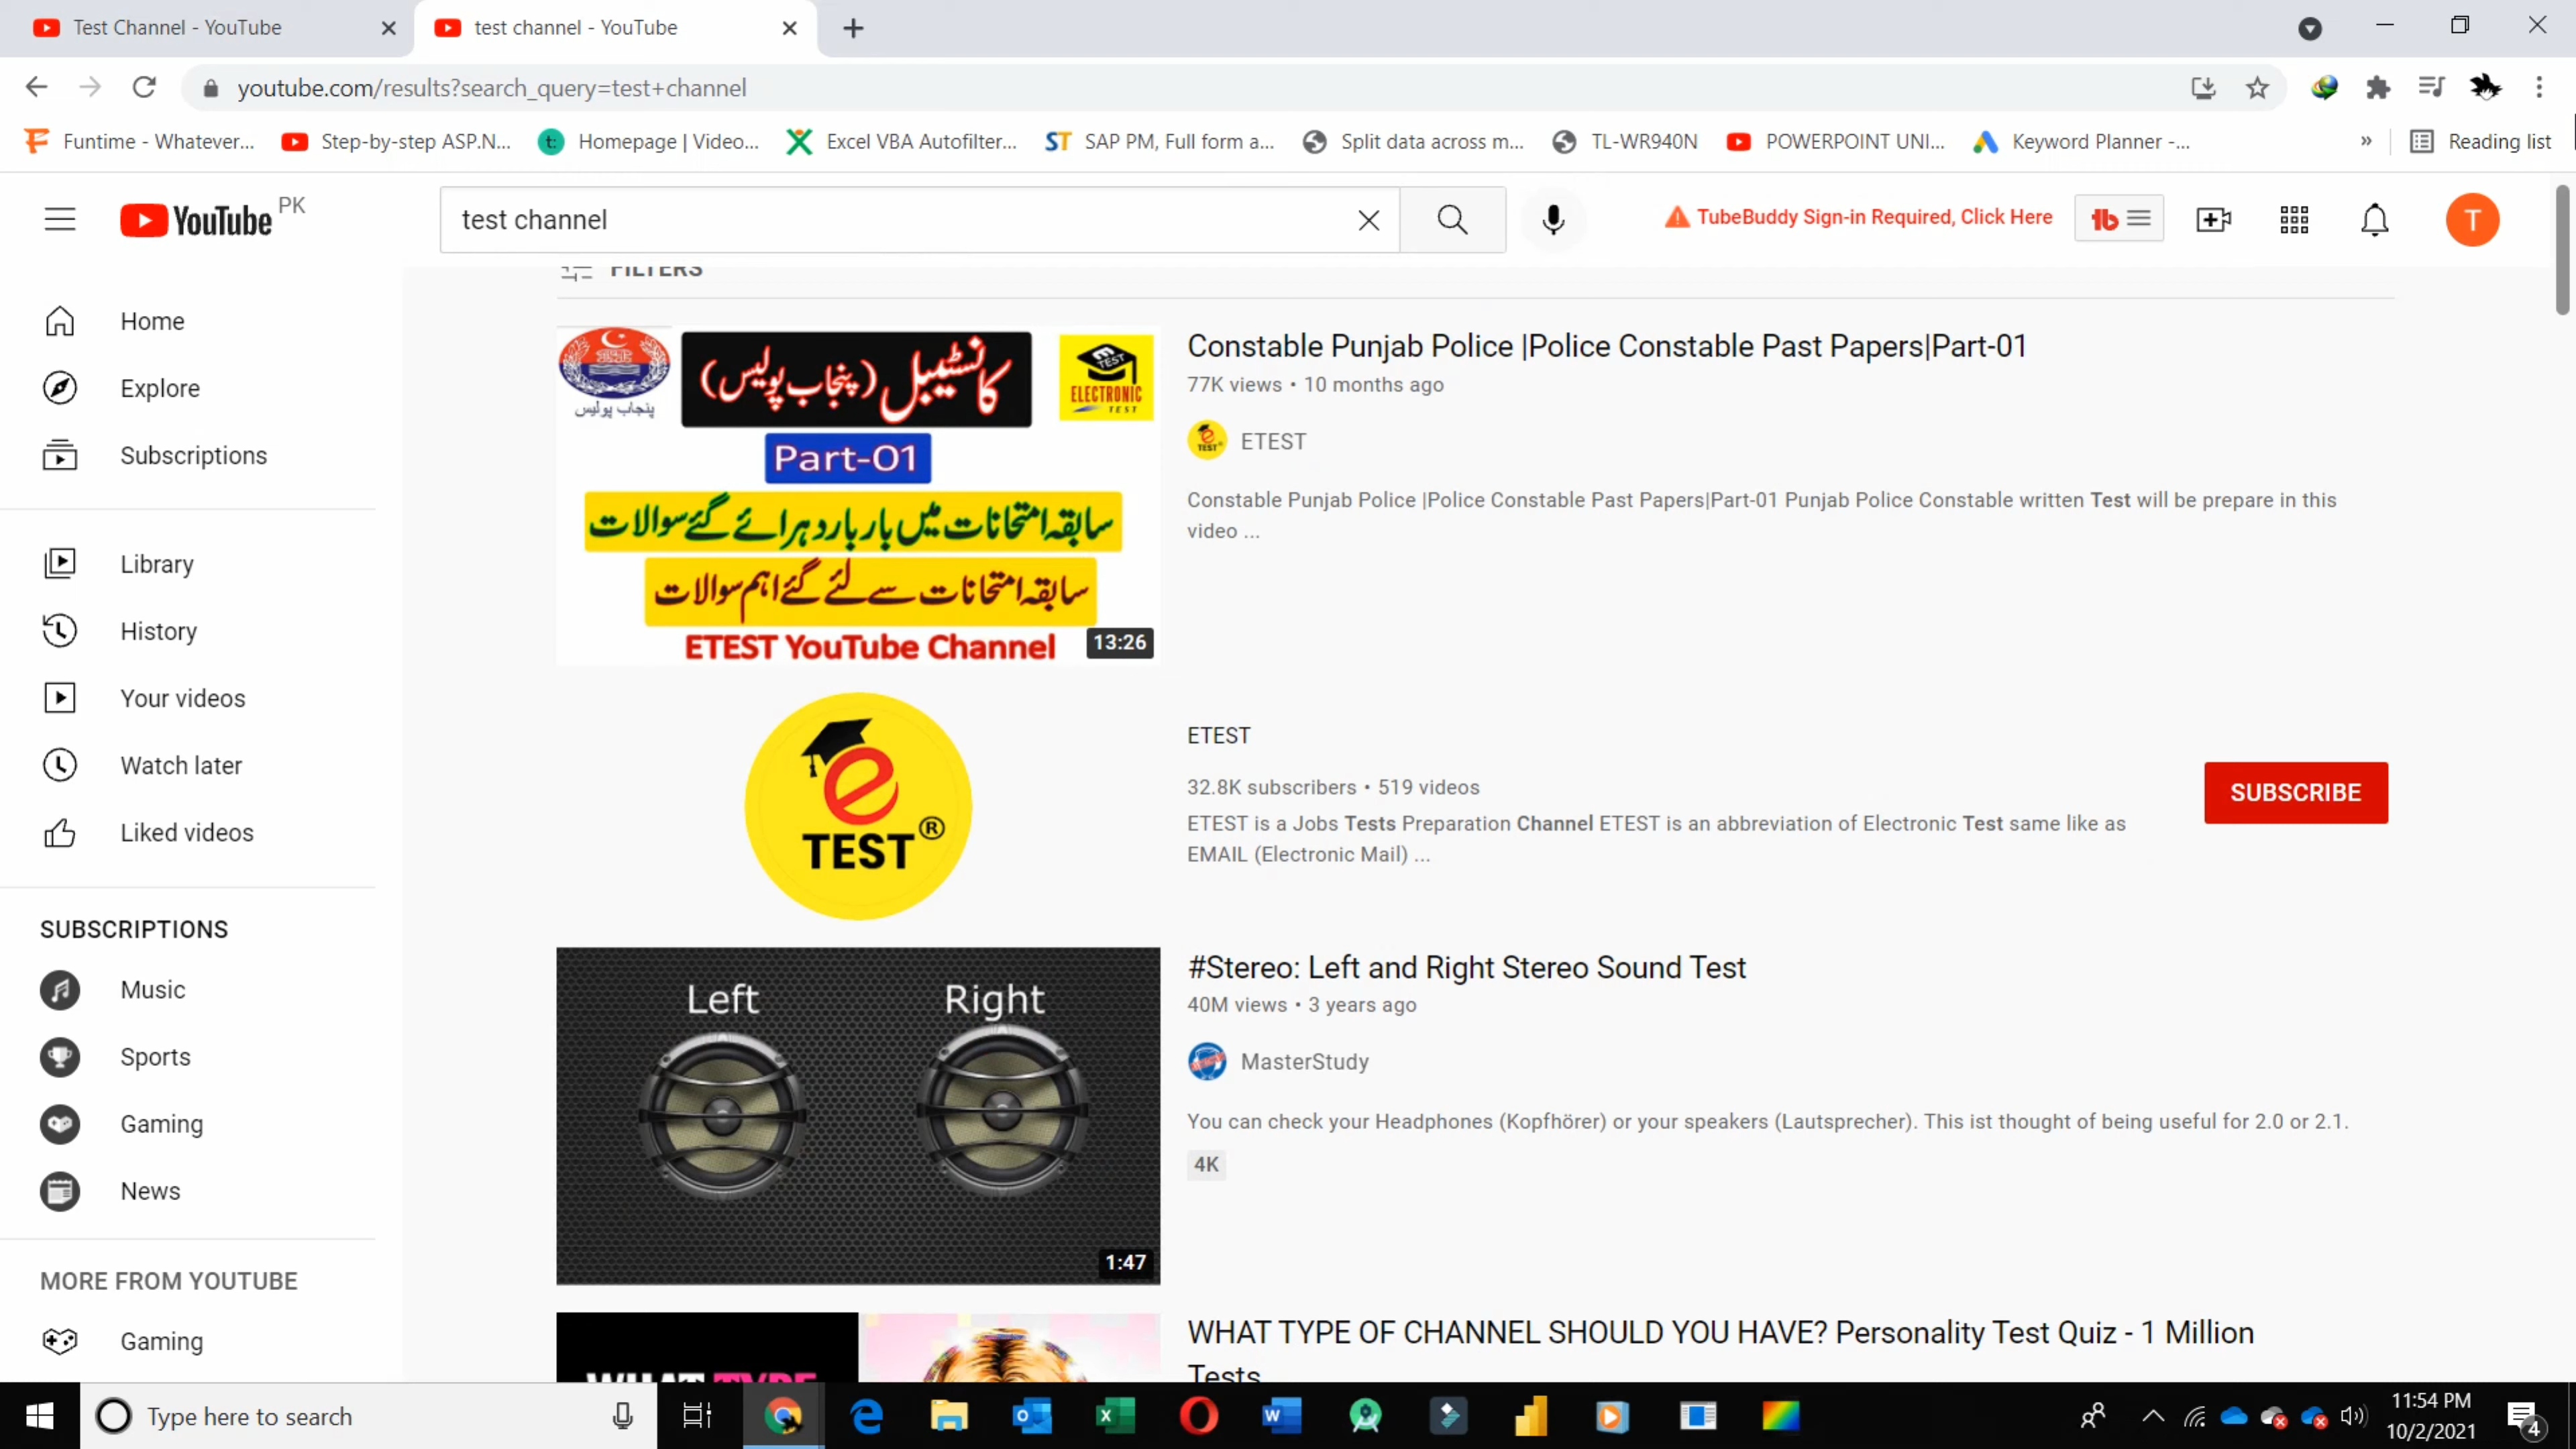 Test Channel - YouTube
test channel - YouTube
youtube.com/results?search_query=test+channel
Funtime - Whatever...
Step-by-step ASP.N...
Homepage | Video...
Excel VBA Autofilter...
SAP PM, Full form a...
Split data across m...
TL-WR940N
POWERPOINT UNI...
Keyword Planner -...
»
Reading list
YouTube PK
test channel
TubeBuddy Sign-in Required, Click Here
T
FILTERS
Home
Explore
Subscriptions
Library
History
Your videos
Watch later
Liked videos
SUBSCRIPTIONS
Music
Sports
Gaming
News
MORE FROM YOUTUBE
Gaming
پنجاب پولیس
کانسٹیبل (پنجاب پولیس)
TEST
ELECTRONIC
TEST
Part-01
سابقہ امتحانات میں بار بار دہرائے گئے سوالات
سابقہ امتحانات سے لئے گئے اہم سوالات
ETEST YouTube Channel
13:26
Constable Punjab Police |Police Constable Past Papers|Part-01
77K views • 10 months ago
ETEST
Constable Punjab Police |Police Constable Past Papers|Part-01 Punjab Police Constable written Test will be prepare in this
video ...
e
TEST ®
ETEST
32.8K subscribers • 519 videos
ETEST is a Jobs Tests Preparation Channel ETEST is an abbreviation of Electronic Test same like as
EMAIL (Electronic Mail) ...
SUBSCRIBE
Left
Right
1:47
#Stereo: Left and Right Stereo Sound Test
40M views • 3 years ago
MasterStudy
You can check your Headphones (Kopfhörer) or your speakers (Lautsprecher). This ist thought of being useful for 2.0 or 2.1.
4K
WHAT TYPE
WHAT TYPE OF CHANNEL SHOULD YOU HAVE? Personality Test Quiz - 1 Million
Tests
Type here to search
11:54 PM
10/2/2021
4